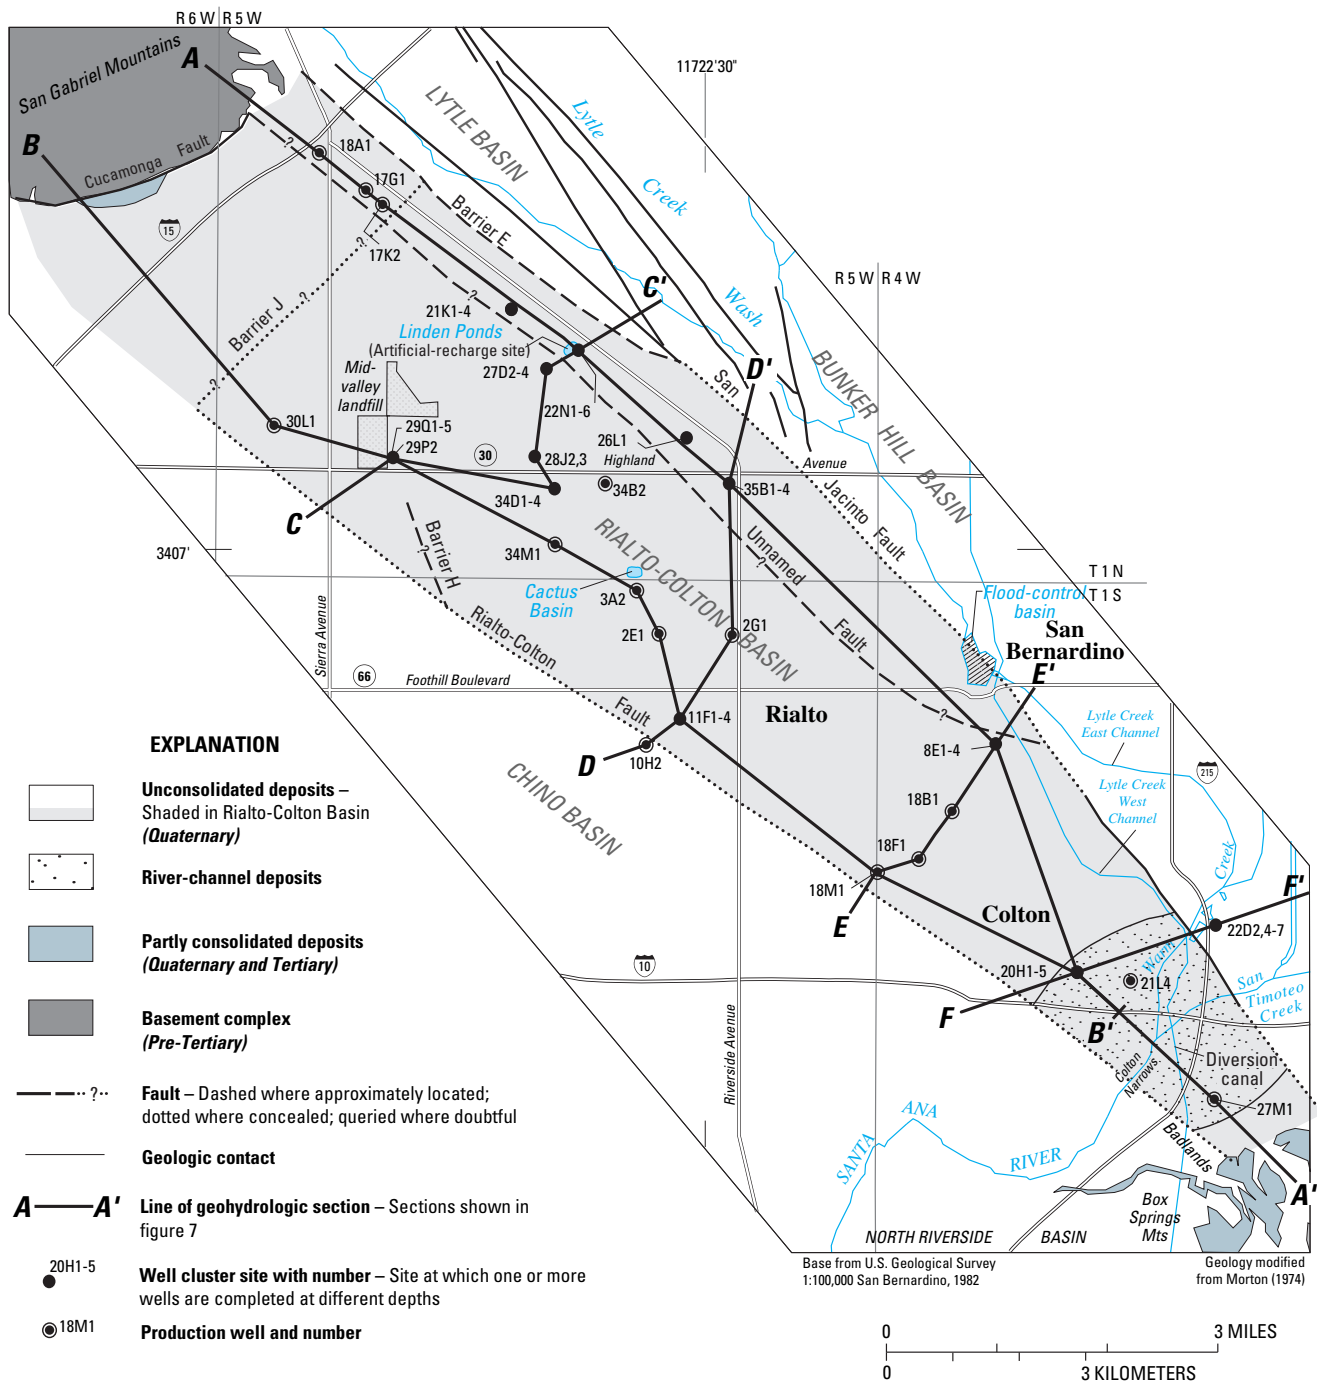 R 6 W R 5 W
San Gabriel Mountains
A
B
Cucamonga Fault
15
18A1
17G1
17K2
?
LYTLE BASIN
Lytle
Creek
Wash
11722'30"
Barrier E
Barrier J
?
?
?
?
21K1-4
Linden Ponds
(Artificial-recharge site)
C'
27D2-4
22N1-6
Mid-
valley
landfill
30L1
29Q1-5
29P2
30
28J2,3
26L1
Highland
Avenue
34D1-4
34B2
35B1-4
D'
San
Jacinto
Fault
R 5 W R 4 W
BUNKER HILL BASIN
C
Barrier H
?
3407'
34M1
RIALTO-COLTON BASIN
Unnamed
?
Fault
?
T 1 N
T 1 S
Cactus
Basin
3A2
2E1
2G1
Flood-control
basin
San
Bernardino
E'
Sierra Avenue
Rialto-Colton
Fault
66
Foothill Boulevard
11F1-4
Rialto
D
10H2
8E1-4
Lytle Creek
East Channel
215
Lytle Creek
West
Channel
CHINO BASIN
18B1
18F1
18M1
E
Colton
Creek
Warm
F'
22D2,4-7
20H1-5
21L4
San
Timoteo
Creek
10
F
B'
Riverside Avenue
Colton
Narrows
Diversion
canal
27M1
Badlands
SANTA
ANA
RIVER
Box
Springs
Mts
A'
NORTH RIVERSIDE BASIN
Base from U.S. Geological Survey
1:100,000 San Bernardino, 1982
Geology modified
from Morton (1974)
EXPLANATION
Unconsolidated deposits –
Shaded in Rialto-Colton Basin
(Quaternary)
River-channel deposits
Partly consolidated deposits
(Quaternary and Tertiary)
Basement complex
(Pre-Tertiary)
? Fault – Dashed where approximately located;
dotted where concealed; queried where doubtful
Geologic contact
A A' Line of geohydrologic section – Sections shown in
figure 7
20H1-5 Well cluster site with number – Site at which one or more
wells are completed at different depths
18M1 Production well and number
0 3 MILES
0 3 KILOMETERS